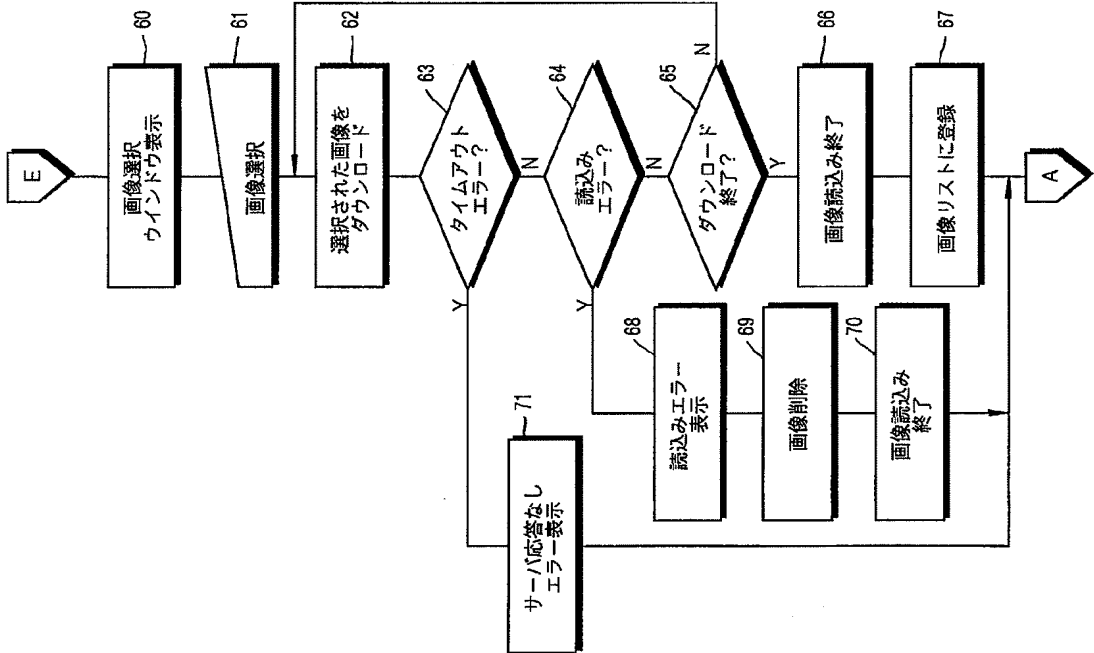 E
60
画像選択
ウインドウ表示
61
画像選択
62
選択された画像を
ダウンロード
63
タイムアウト
エラー?
Y
N
64
読込み
エラー?
Y
N
65
ダウンロード
終了?
N
Y
66
画像読込み終了
67
画像リストに登録
68
読込みエラー
表示
69
画像削除
70
画像読込み
終了
71
サーバ応答なし
エラー表示
A